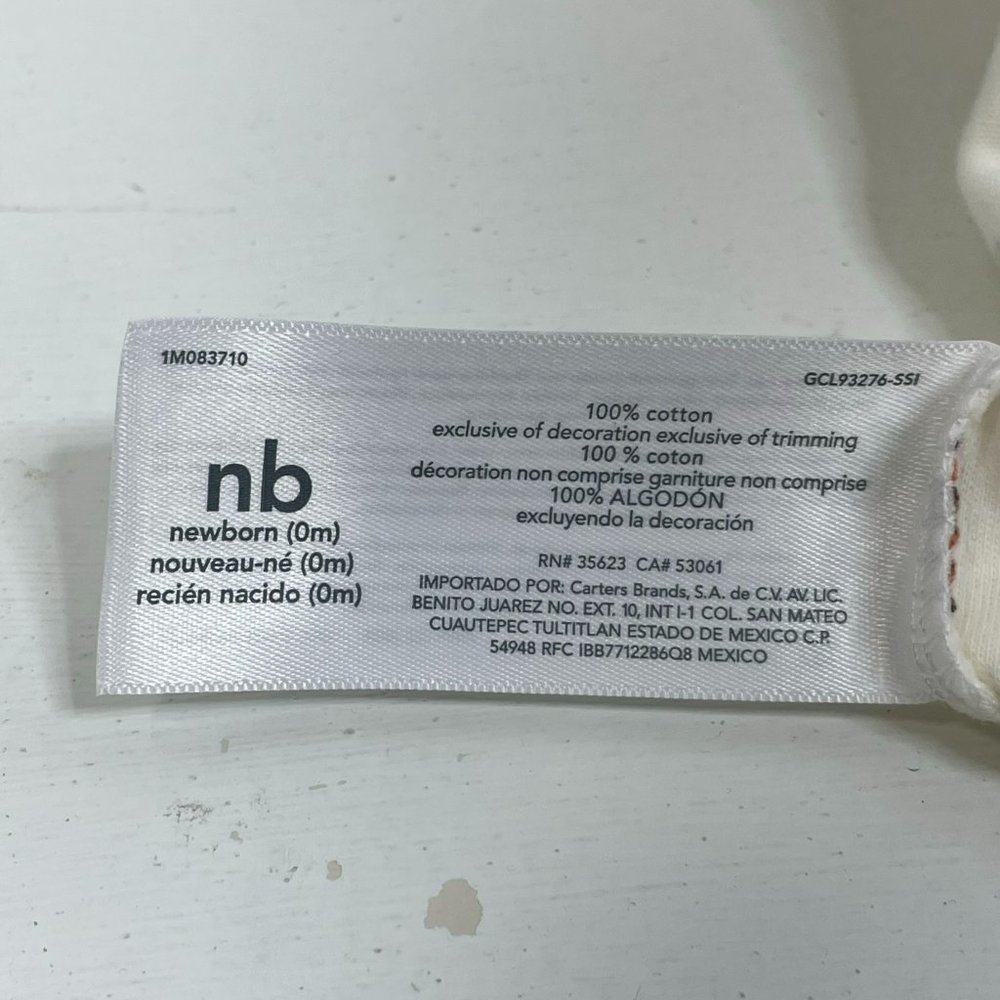 1M083710
GCL93276-SSI
nb
newborn (0m)
nouveau-né (0m)
recién nacido (0m)
100% cotton
exclusive of decoration exclusive of trimming
100 % coton
décoration non comprise garniture non comprise
100% ALGODÓN
excluyendo la decoración
RN# 35623 CA# 53061
IMPORTADO POR: Carters Brands, S.A. de C.V. AV. LIC.
BENITO JUAREZ NO. EXT. 10, INT I-1 COL. SAN MATEO
CUAUTEPEC TULTITLAN ESTADO DE MEXICO C.P.
54948 RFC IBB7712286Q8 MEXICO